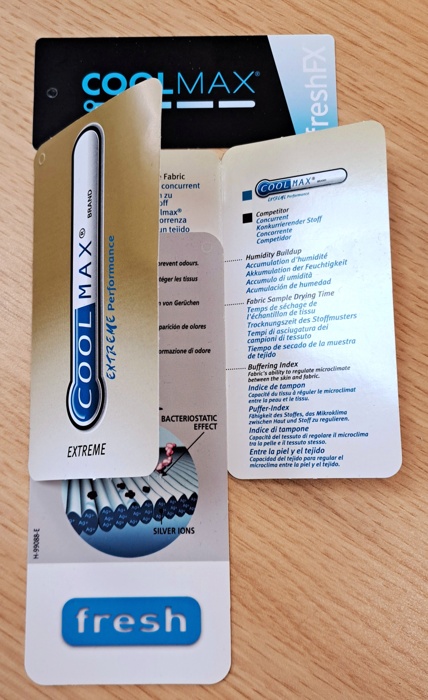 COOLMAX®
freshFX
COOLMAX® BRAND
EXTREME Performance
EXTREME
Fabric
concurrent
zu
off
lmax®
orrenza
un tejido
prevent odours.
téger les tissus
von Gerüchen
parición de olores
ormazione di odore
BACTERIOSTATIC
EFFECT
SILVER IONS
H-99088-E
fresh
COOLMAX®
EXTREME Performance
Competitor
Concurrent
Konkurrierender Stoff
Concorrente
Competidor
Humidity Buildup
Accumulation d'humidité
Akkumulation der Feuchtigkeit
Accumulo di umidità
Acumulación de humedad
Fabric Sample Drying Time
Temps de séchage de
l'échantillon de tissu
Trocknungszeit des Stoffmusters
Tempi di asciugatura dei
campioni di tessuto
Tiempo de secado de la muestra
de tejido
Buffering Index
Fabric's ability to regulate microclimate
between the skin and fabric.
Indice de tampon
Capacité du tissu à réguler le microclimat
entre la peau et le tissu.
Puffer-Index
Fähigkeit des Stoffes, das Mikroklima
zwischen Haut und Stoff zu regulieren.
Indice di tampone
Capacità del tessuto di regolare il microclima
tra la pelle e il tessuto stesso.
Entre la piel y el tejido
Capacidad del tejido para regular el
microclima entre la piel y el tejido.